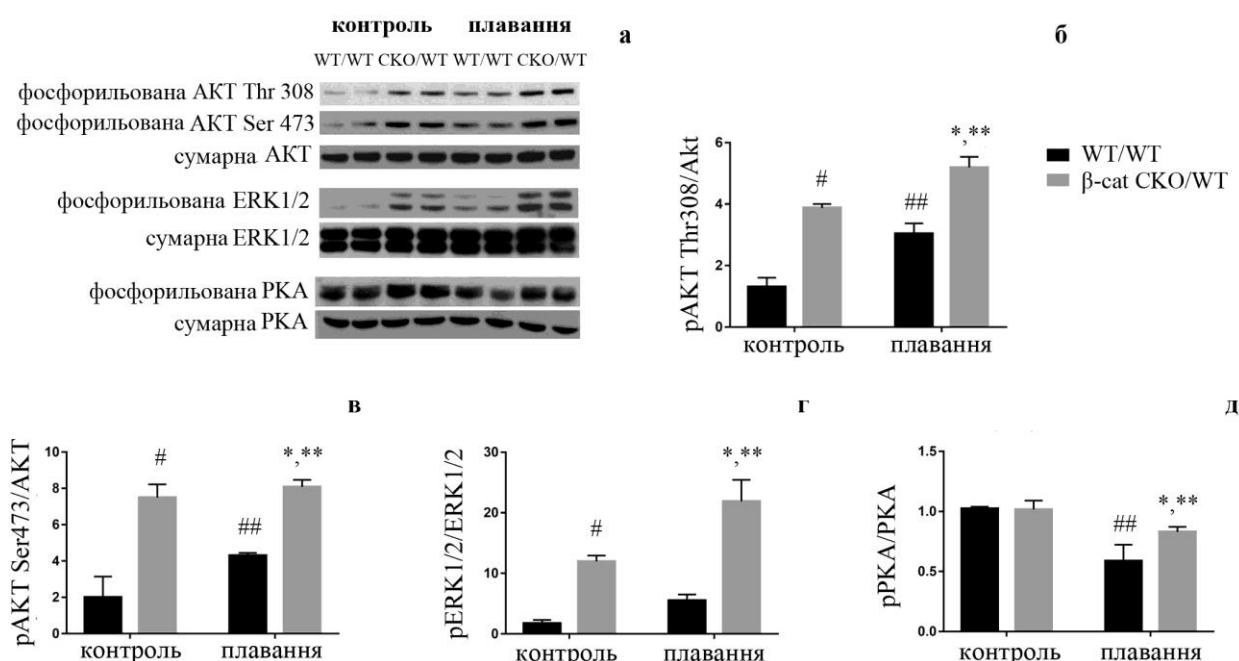 контроль плавання
а
б
WT/WT CKO/WT WT/WT CKO/WT
фосфорильована АКТ Thr 308
фосфорильована АКТ Ser 473
сумарна АКТ
фосфорильована ERK1/2
сумарна ERK1/2
фосфорильована PKA
сумарна PKA
pAKT Thr308/Akt
6
4
2
0
#
##
*,**
контроль плавання
WT/WT
β-cat CKO/WT
в
pAKT Ser473/AKT
10
8
6
4
2
0
#
##
*,**
контроль плавання
г
pERK1/2/ERK1/2
30
20
10
0
#
*,**
контроль плавання
д
pPKA/PKA
1.5
1.0
0.5
0.0
##
*,**
контроль плавання